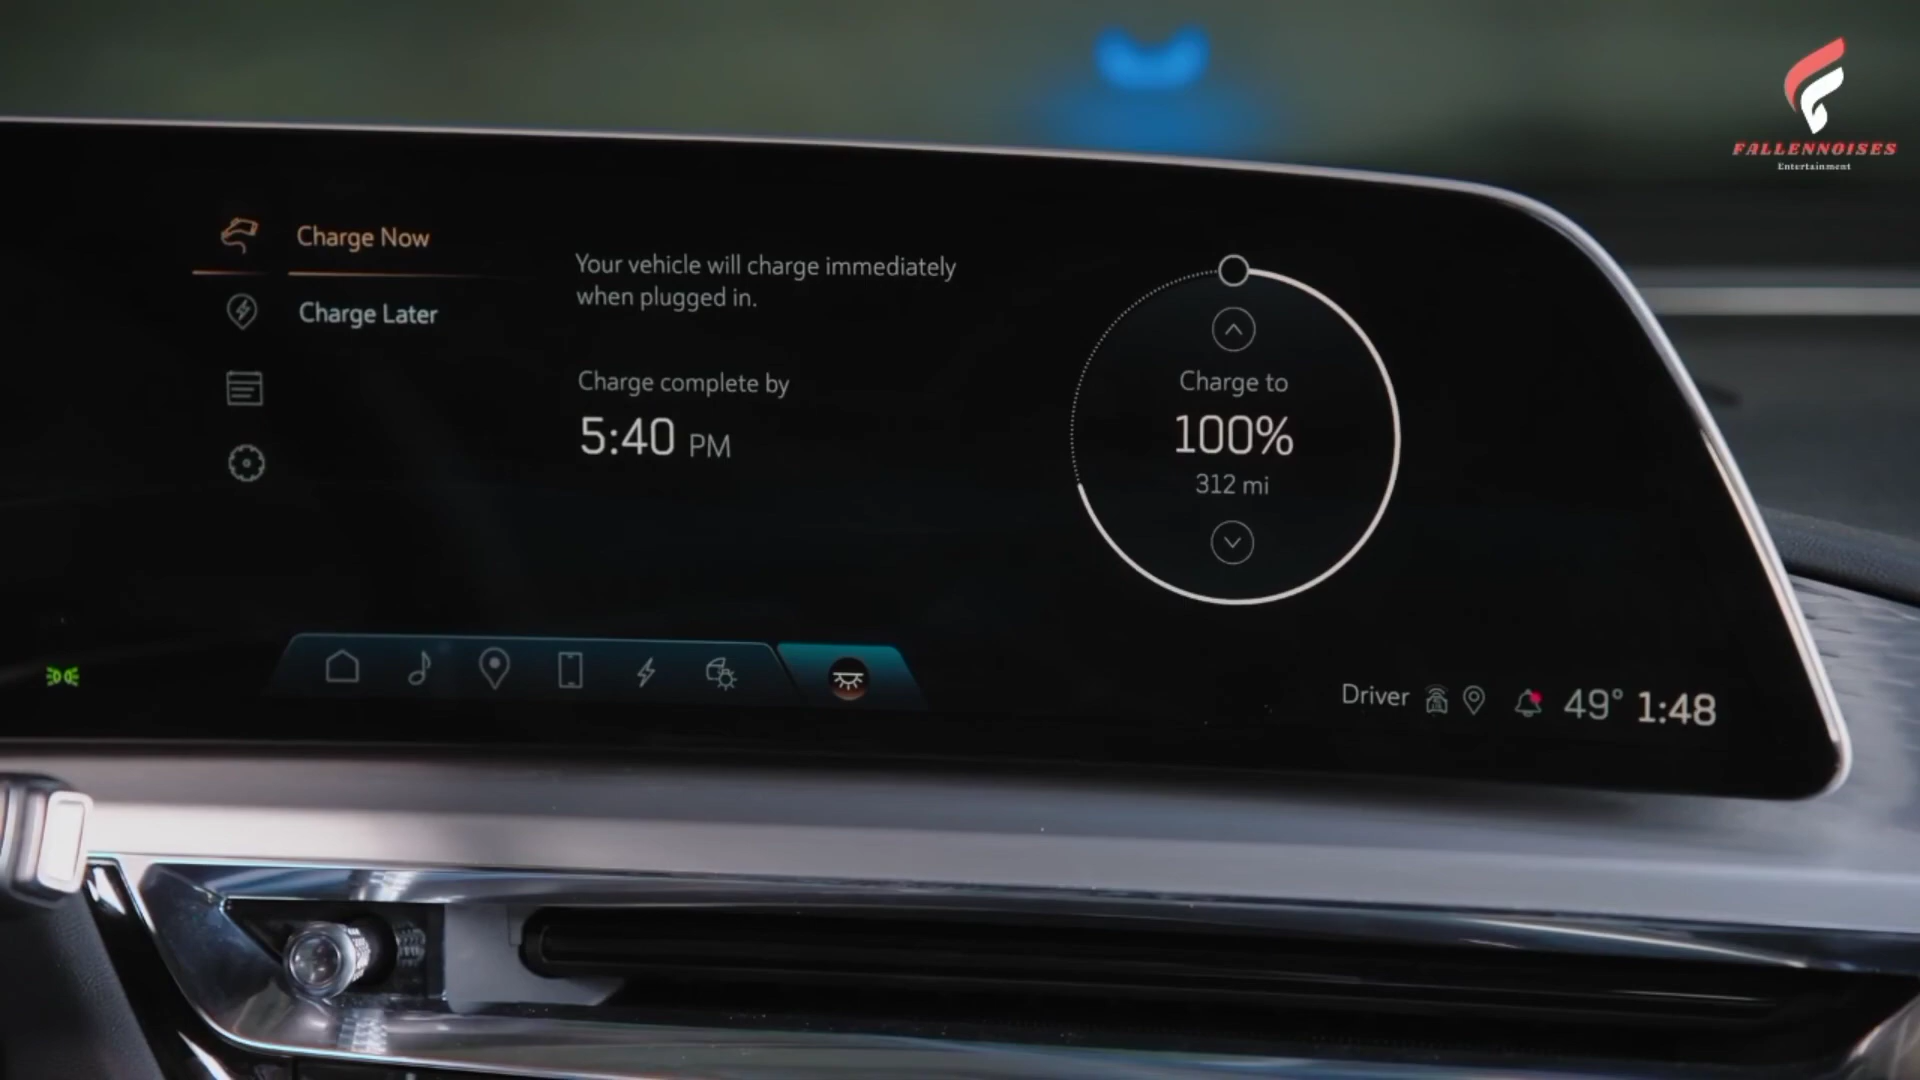 FALLENNOISES
Entertainment
Charge Now
Charge Later
Your vehicle will charge immediately
when plugged in.
Charge complete by
5:40 PM
Charge to
100%
312 mi
Driver 49° 1:48